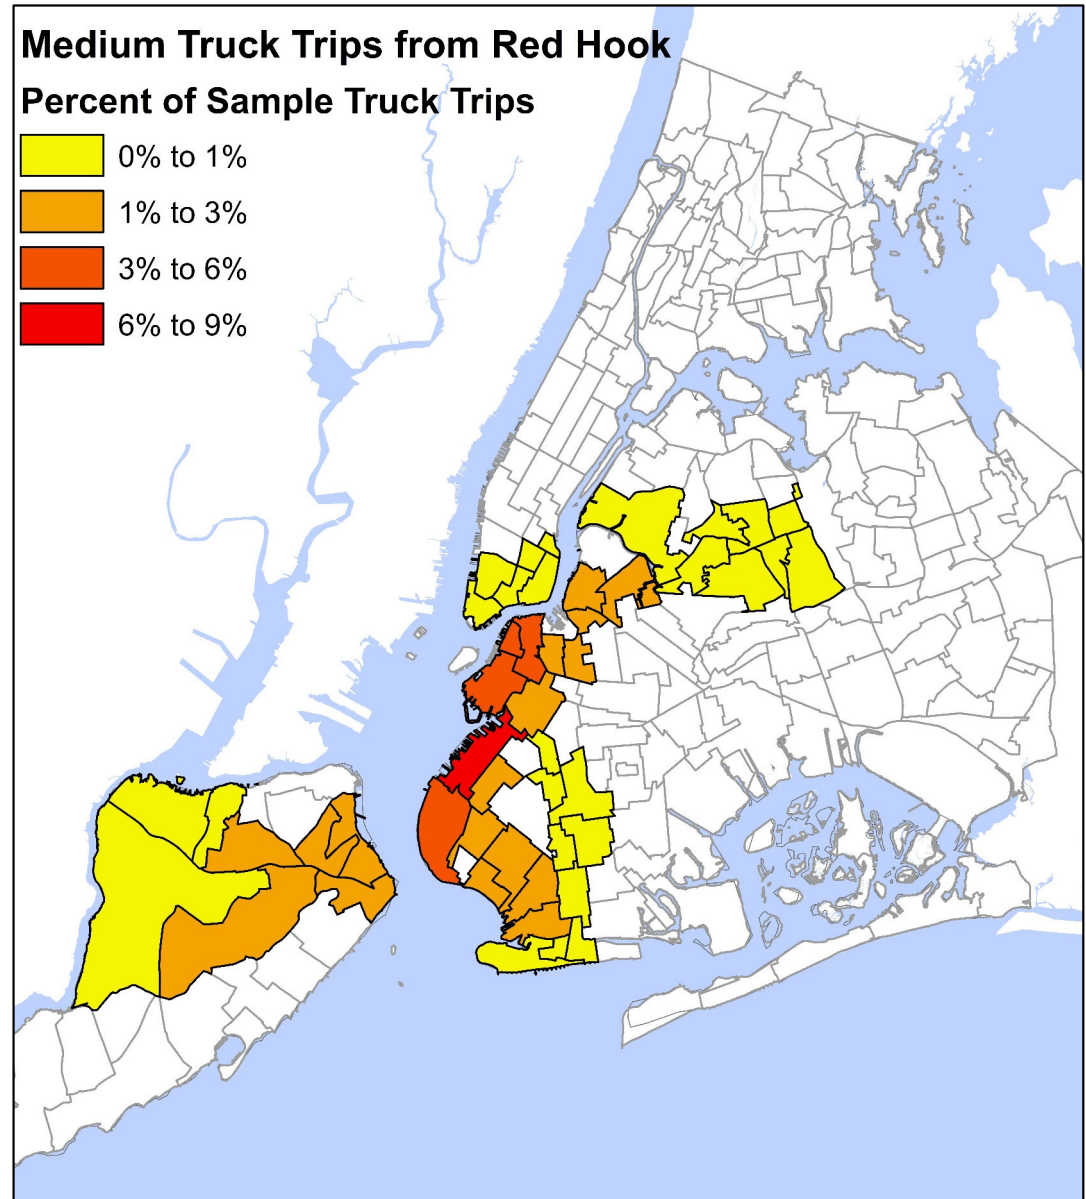 Medium Truck Trips from Red Hook
Percent of Sample Truck Trips
0% to 1%
1% to 3%
3% to 6%
6% to 9%